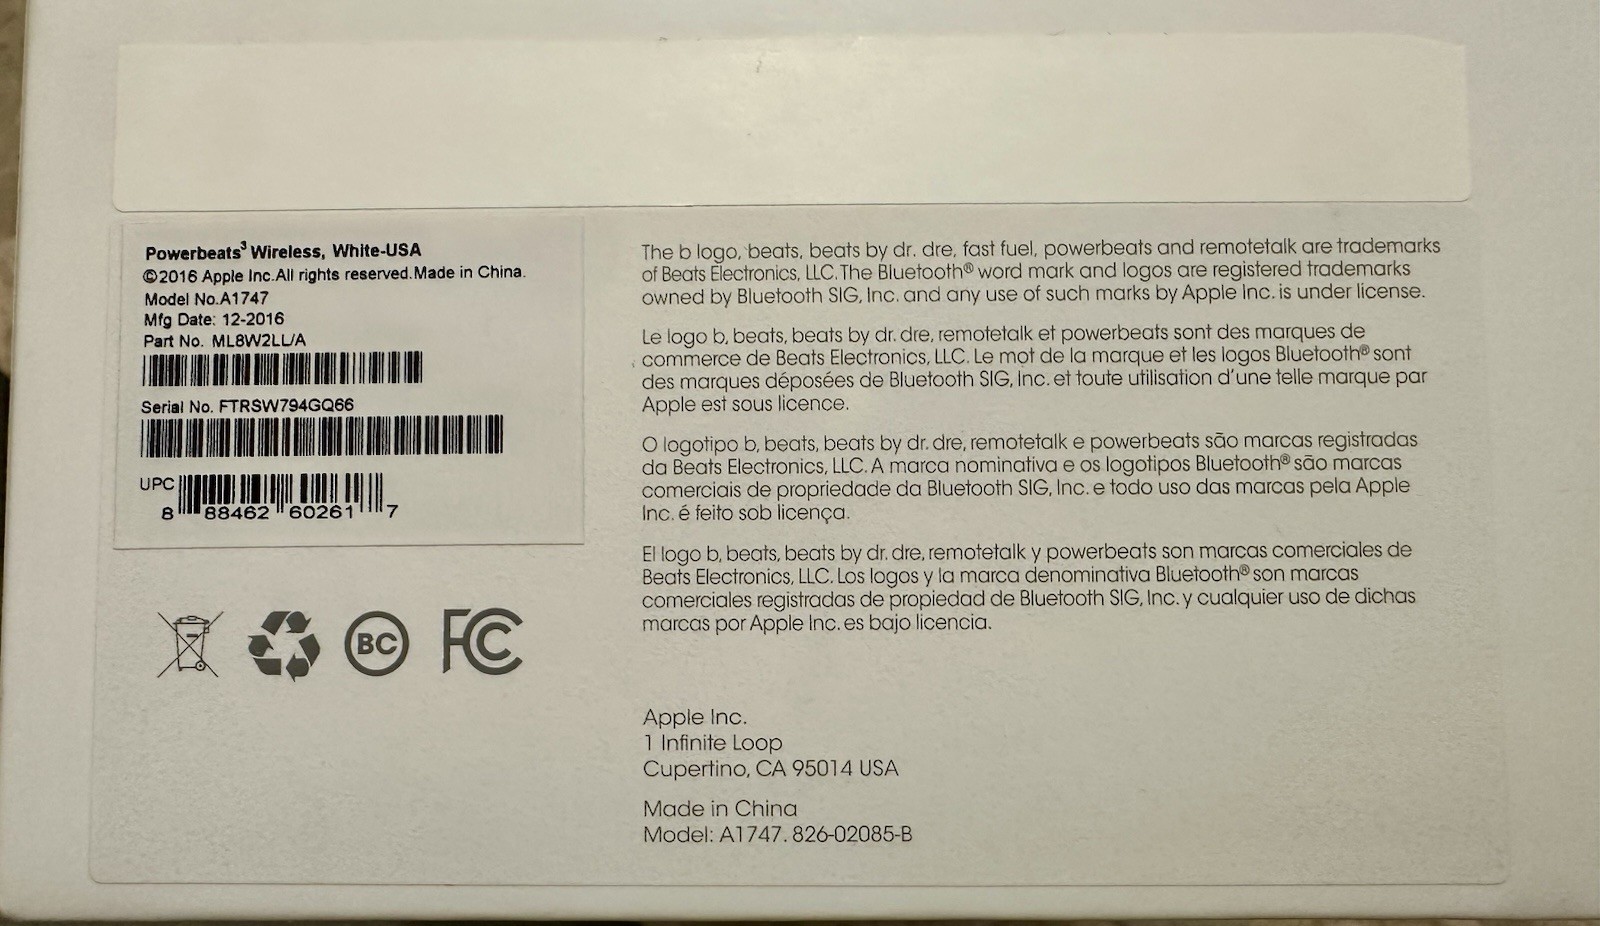 Powerbeats³ Wireless, White-USA
©2016 Apple Inc.All rights reserved.Made in China.
Model No.A1747
Mfg Date: 12-2016
Part No. ML8W2LL/A
Serial No. FTRSW794GQ66
UPC
8 88462 60261 7
BC
FC
The b logo, beats, beats by dr. dre, fast fuel, powerbeats and remotetalk are trademarks
of Beats Electronics, LLC. The Bluetooth® word mark and logos are registered trademarks
owned by Bluetooth SIG, Inc. and any use of such marks by Apple Inc. is under license.
Le logo b, beats, beats by dr. dre, remotetalk et powerbeats sont des marques de
commerce de Beats Electronics, LLC. Le mot de la marque et les logos Bluetooth® sont
des marques déposées de Bluetooth SIG, Inc. et toute utilisation d'une telle marque par
Apple est sous licence.
O logotipo b, beats, beats by dr. dre, remotetalk e powerbeats são marcas registradas
da Beats Electronics, LLC. A marca nominativa e os logotipos Bluetooth® são marcas
comerciais de propriedade da Bluetooth SIG, Inc. e todo uso das marcas pela Apple
Inc. é feito sob licença.
El logo b, beats, beats by dr. dre, remotetalk y powerbeats son marcas comerciales de
Beats Electronics, LLC. Los logos y la marca denominativa Bluetooth® son marcas
comerciales registradas de propiedad de Bluetooth SIG, Inc. y cualquier uso de dichas
marcas por Apple Inc. es bajo licencia.
Apple Inc.
1 Infinite Loop
Cupertino, CA 95014 USA
Made in China
Model: A1747. 826-02085-B